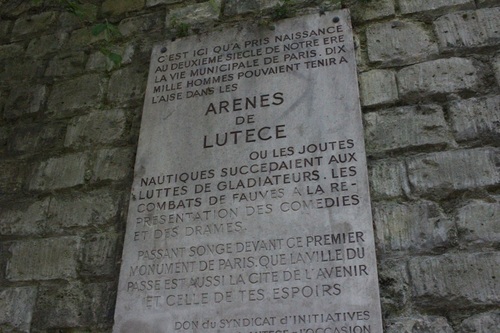 C'EST ICI QU'A PRIS NAISSANCE
AU DEUXIEME SIECLE DE NOTRE ERE
LA VIE MUNICIPALE DE PARIS. DIX
MILLE HOMMES POUVAIENT TENIR A
L'AISE DANS LES
ARENES
DE
LUTECE
OU LES JOUTES
NAUTIQUES SUCCEDAIENT AUX
LUTTES DE GLADIATEURS. LES
COMBATS DE FAUVES A LA RE-
PRESENTATION DES COMEDIES
ET DES DRAMES.
PASSANT SONGE DEVANT CE PREMIER
MONUMENT DE PARIS, QUE LA VILLE DU
PASSE EST AUSSI LA CITE DE L'AVENIR
ET CELLE DE TES ESPOIRS
DON du SYNDICAT d'INITIATIVES
LUTECE - L'OCCASION